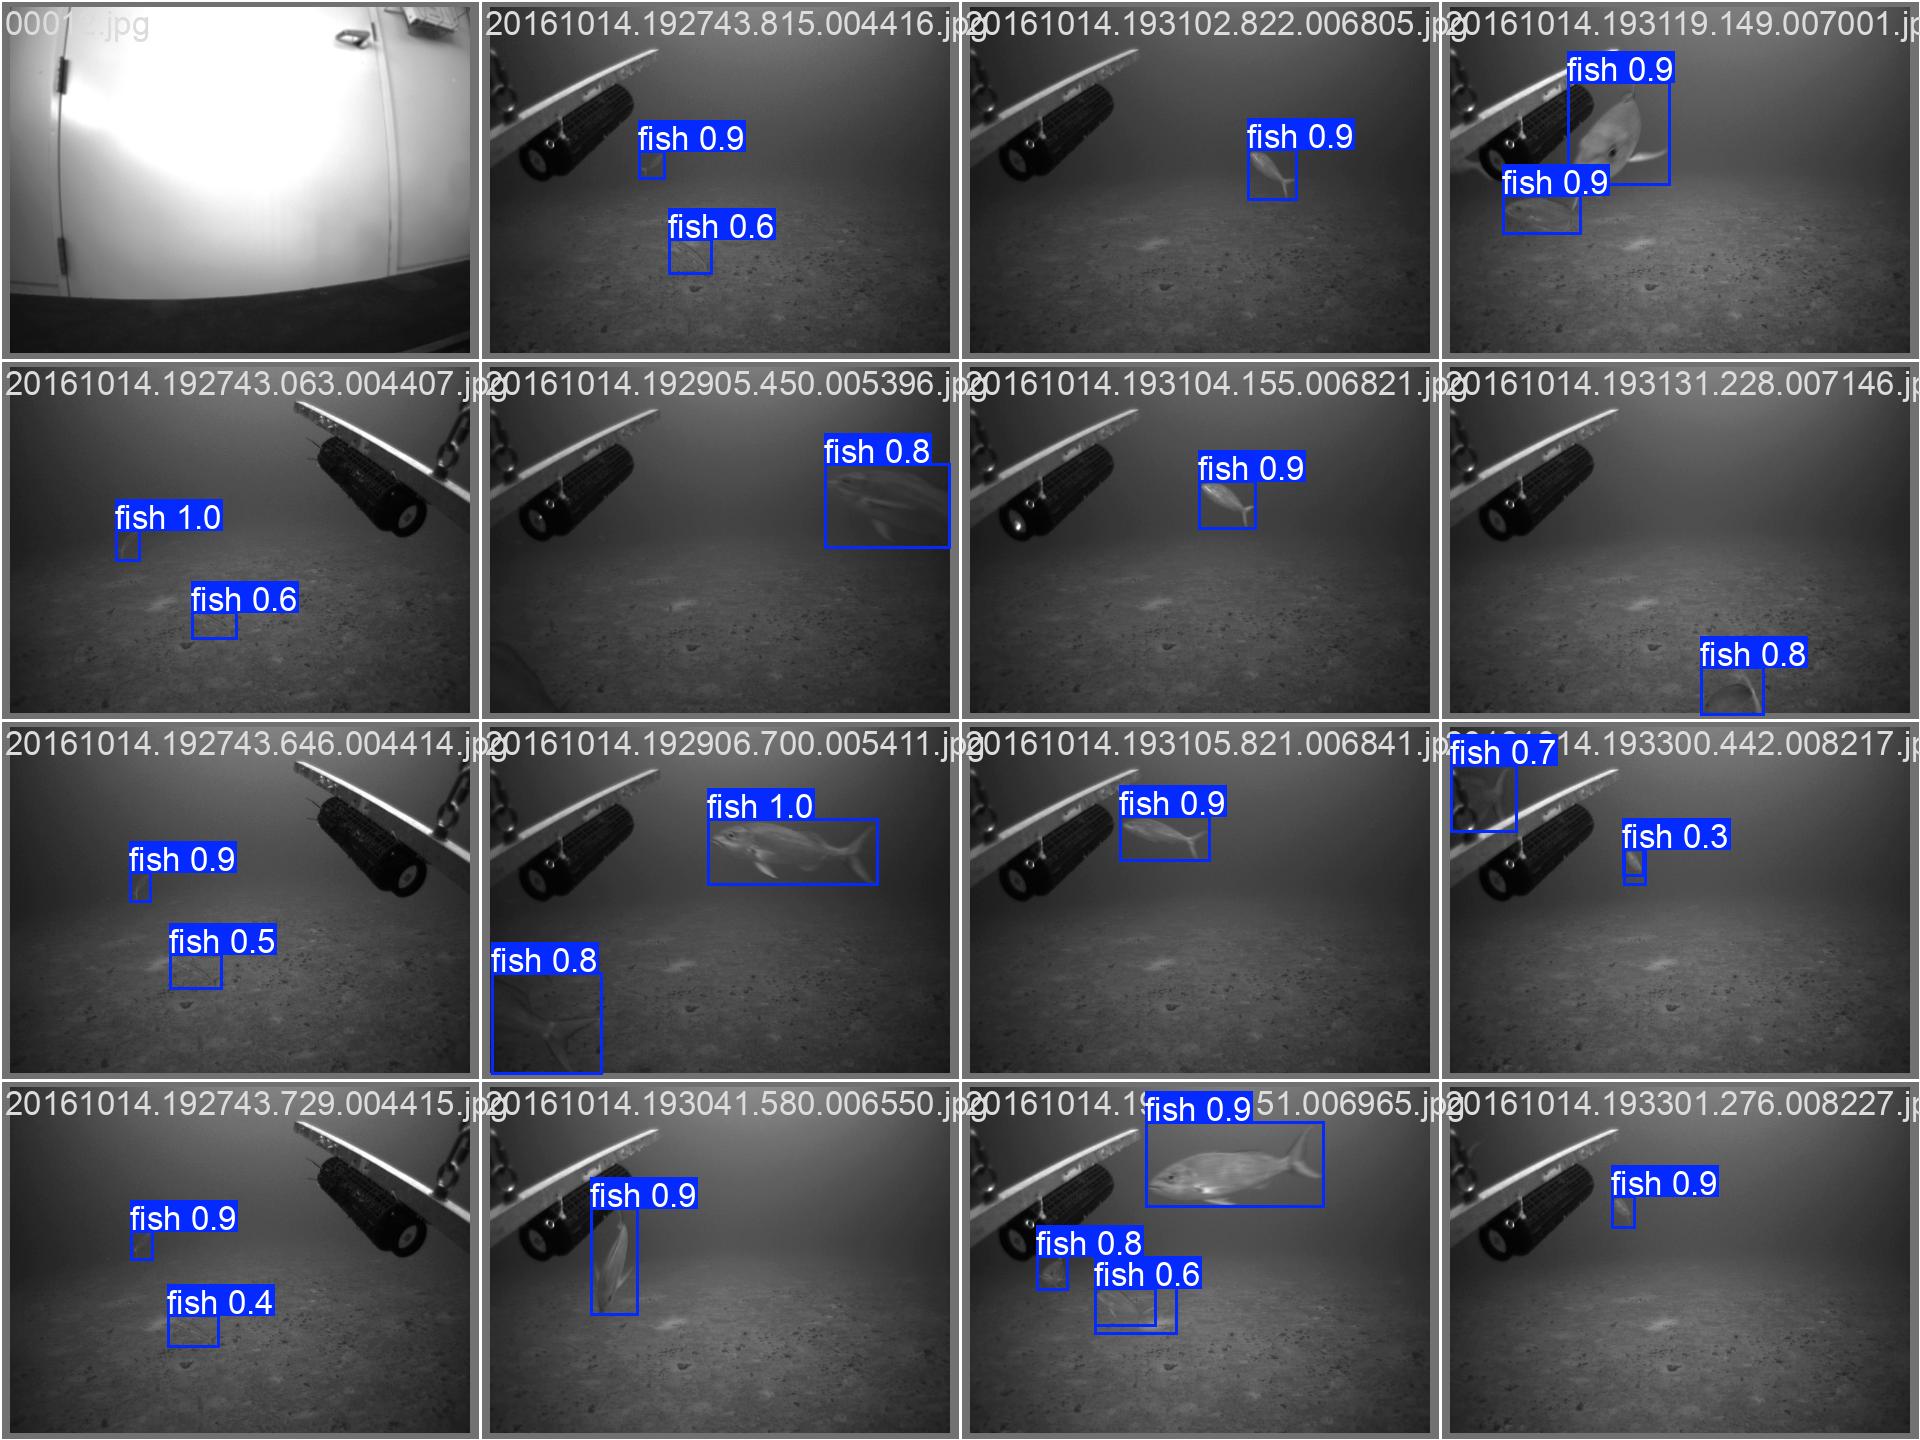 20161014.192743.815.004416.jpg
20161014.193102.822.006805.jpg
20161014.193119.149.007001.jp
fish 0.9
fish 0.6
fish 0.9
fish 0.9
fish 0.9
20161014.192743.063.004407.jpg
20161014.192905.450.005396.jpg
20161014.193104.155.006821.jpg
20161014.193131.228.007146.jp
fish 1.0
fish 0.6
fish 0.8
fish 0.9
fish 0.8
20161014.192743.646.004414.jpg
20161014.192906.700.005411.jpg
20161014.193105.821.006841.jpg
14.193300.442.008217.jp
fish 0.9
fish 0.5
fish 1.0
fish 0.8
fish 0.9
fish 0.7
fish 0.3
20161014.192743.729.004415.jpg
20161014.193041.580.006550.jpg
20161014.19
51.006965.jpg
20161014.193301.276.008227.jp
fish 0.9
fish 0.4
fish 0.9
fish 0.9
fish 0.8
fish 0.6
fish 0.9